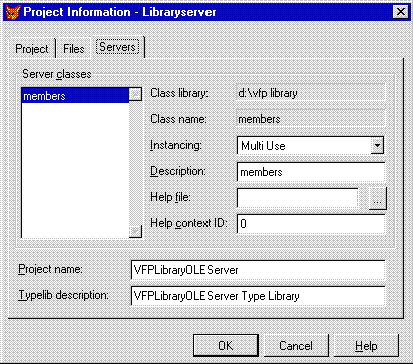 Project Information - Libraryserver
Project Files Servers
Server classes
members
Class library: d:\vfp library
Class name: members
Instancing: Multi Use
Description: members
Help file: ...
Help context ID: 0
Project name: VFPLibraryOLE Server
Typelib description: VFPLibraryOLE Server Type Library
OK Cancel Help